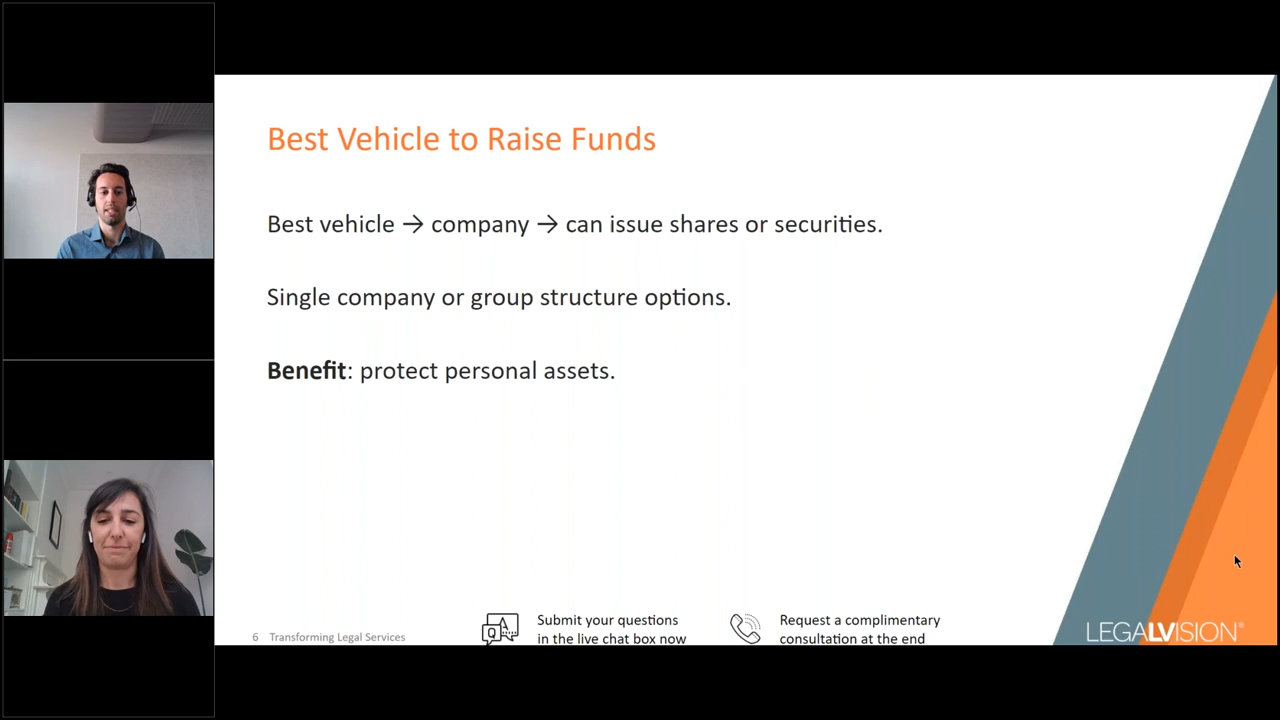 Best Vehicle to Raise Funds
Best vehicle → company → can issue shares or securities.
Single company or group structure options.
Benefit: protect personal assets.
6 Transforming Legal Services
Q A
Submit your questions
in the live chat box now
Request a complimentary
consultation at the end
LEGALVISION®